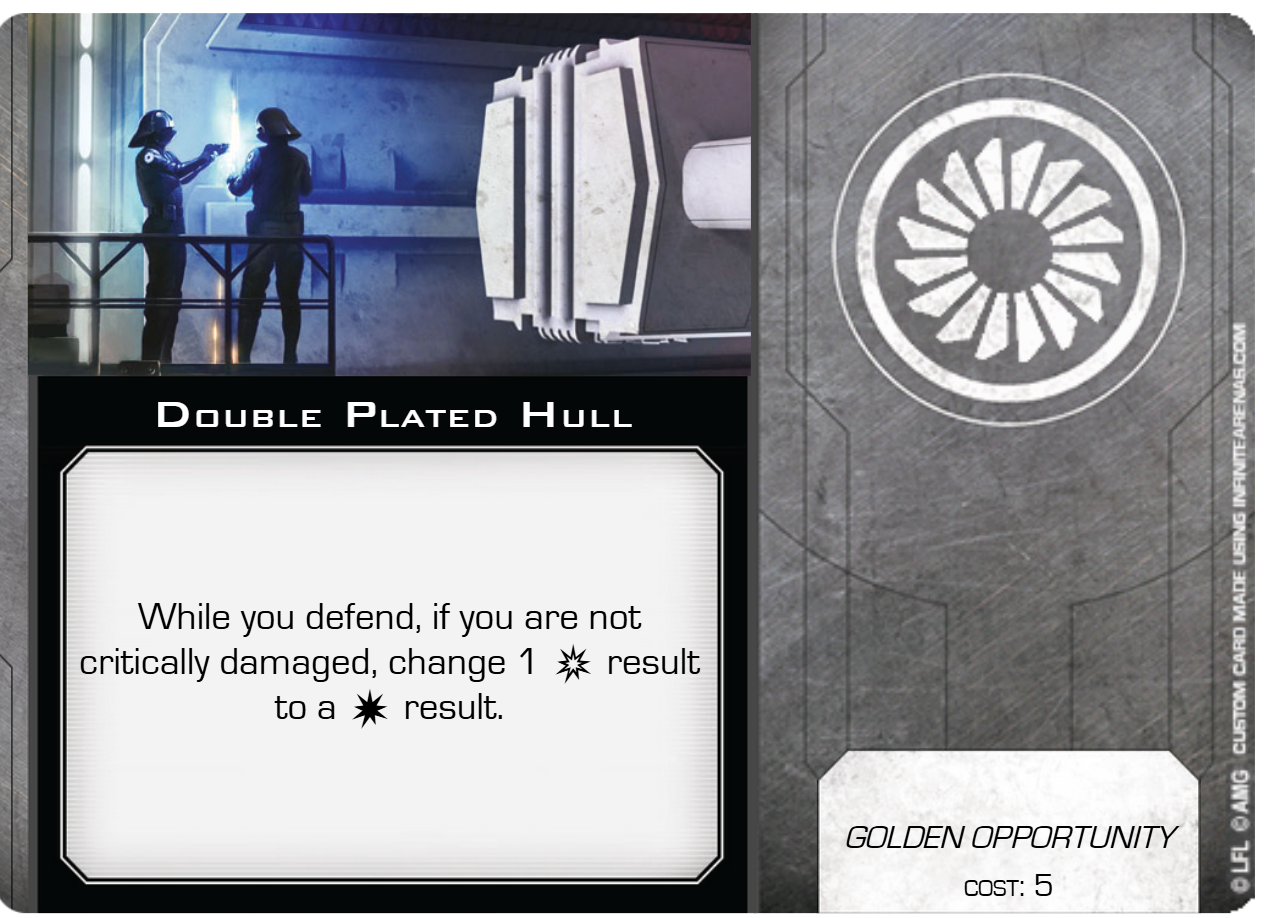 Double Plated Hull
While you defend, if you are not
critically damaged, change 1 result
to a result.
GOLDEN OPPORTUNITY
COST: 5
© LFL © AMG CUSTOM CARD MADE USING INFINITEARENAS.COM